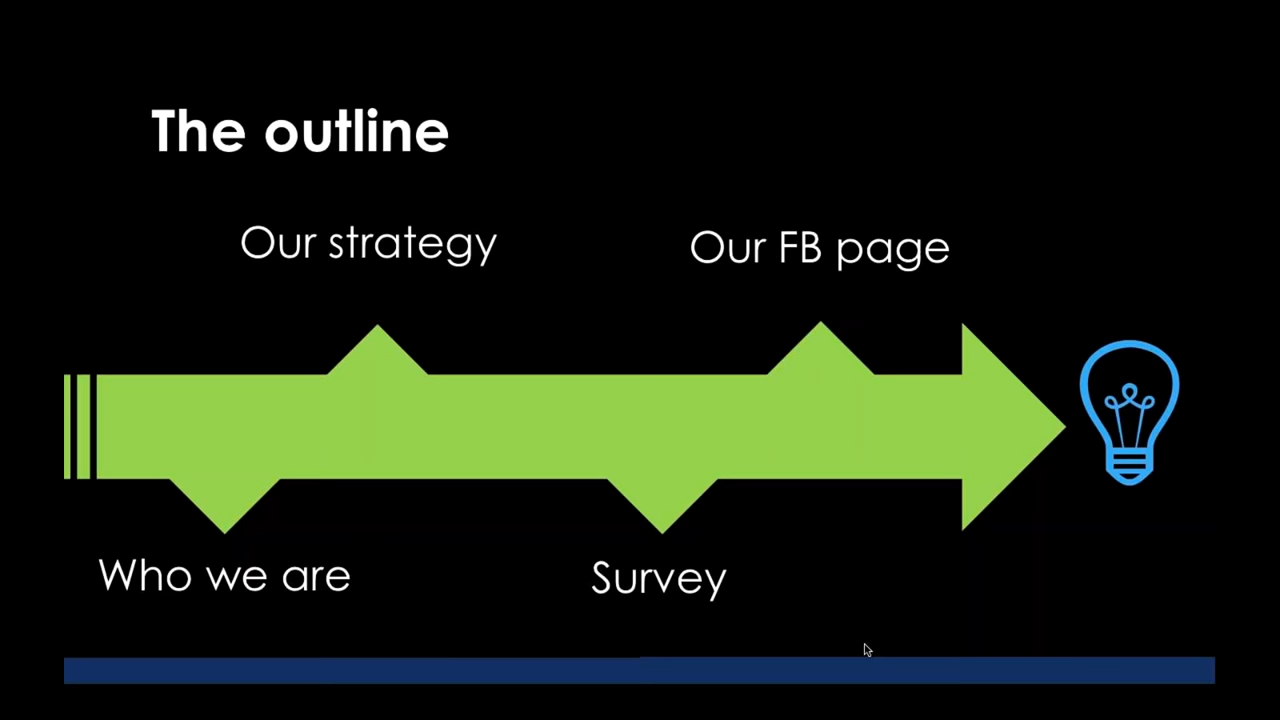 The outline
Our strategy
Our FB page
Who we are
Survey